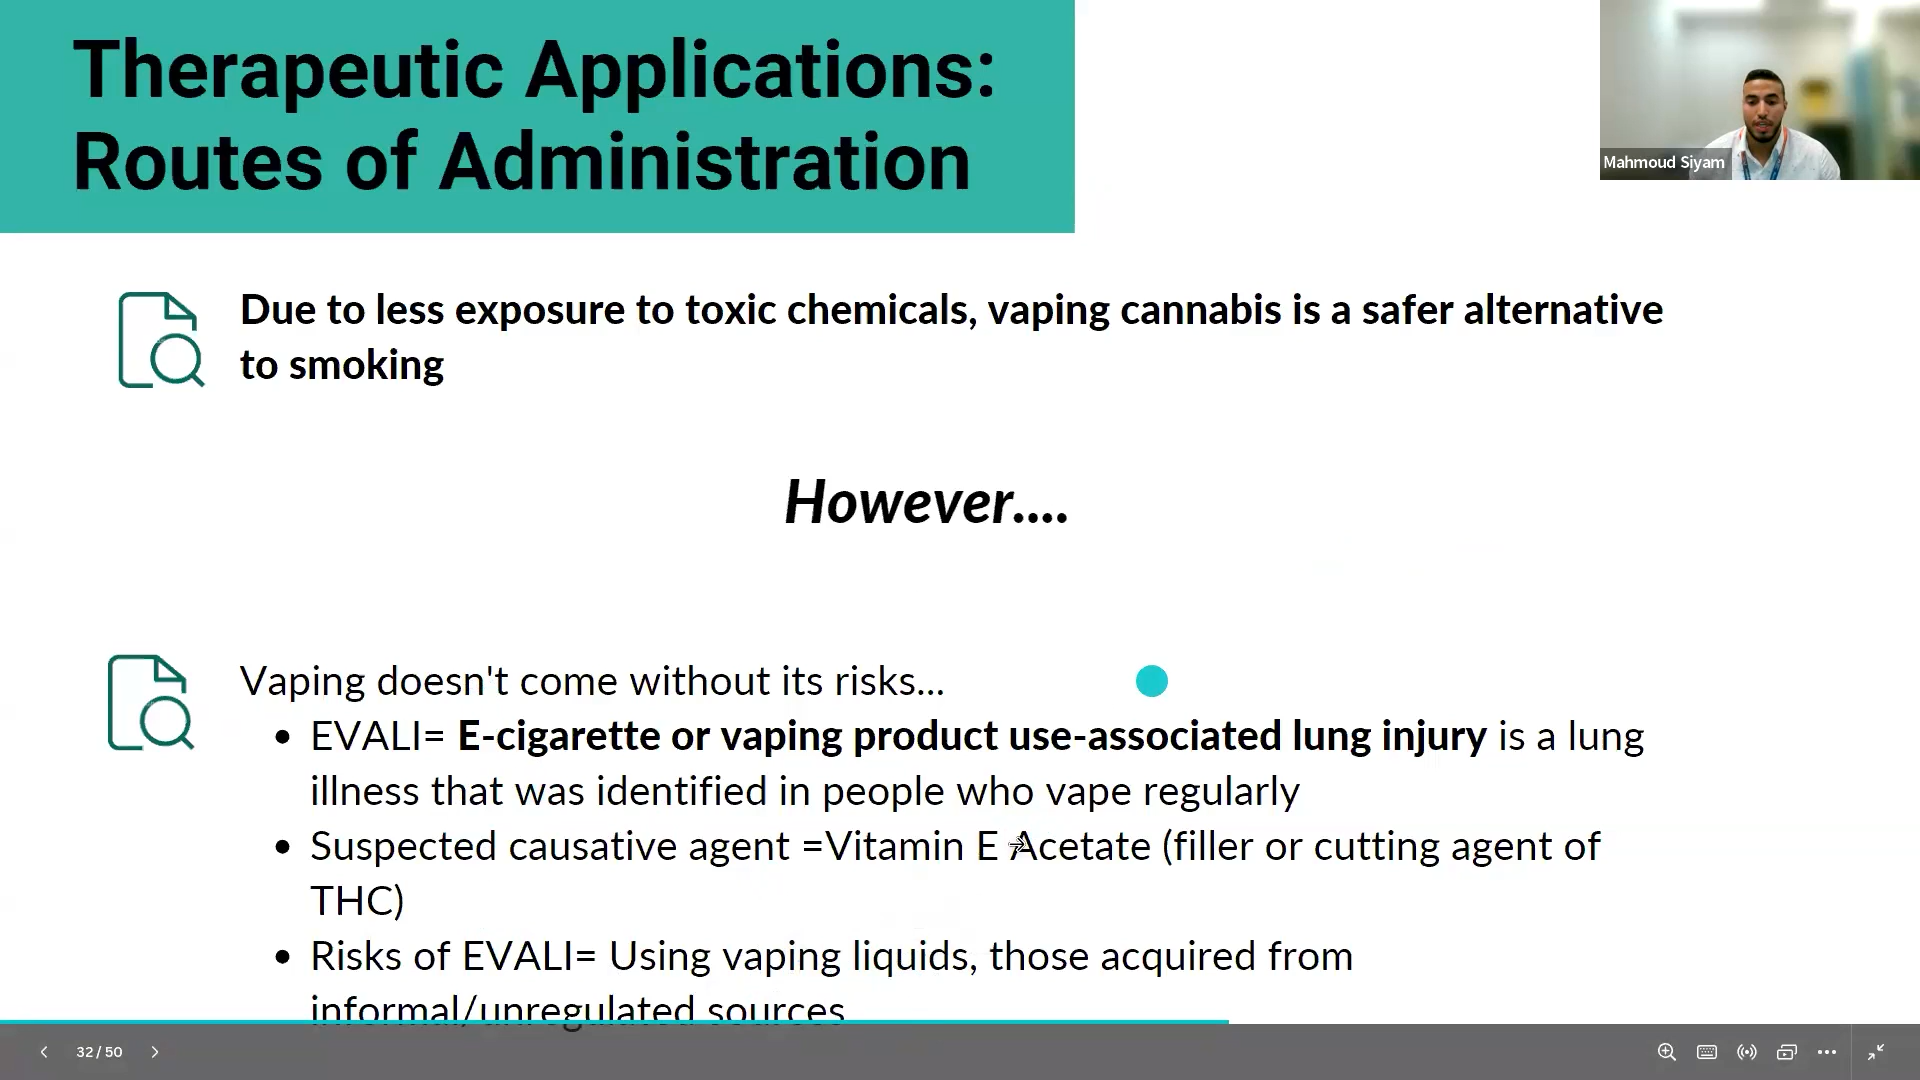 Therapeutic Applications:
Routes of Administration
Mahmoud Siyam
Due to less exposure to toxic chemicals, vaping cannabis is a safer alternative
to smoking
However....
Vaping doesn't come without its risks...
• EVALI= E-cigarette or vaping product use-associated lung injury is a lung
illness that was identified in people who vape regularly
• Suspected causative agent =Vitamin E Acetate (filler or cutting agent of
THC)
• Risks of EVALI= Using vaping liquids, those acquired from
informal/unregulated sources
32 / 50